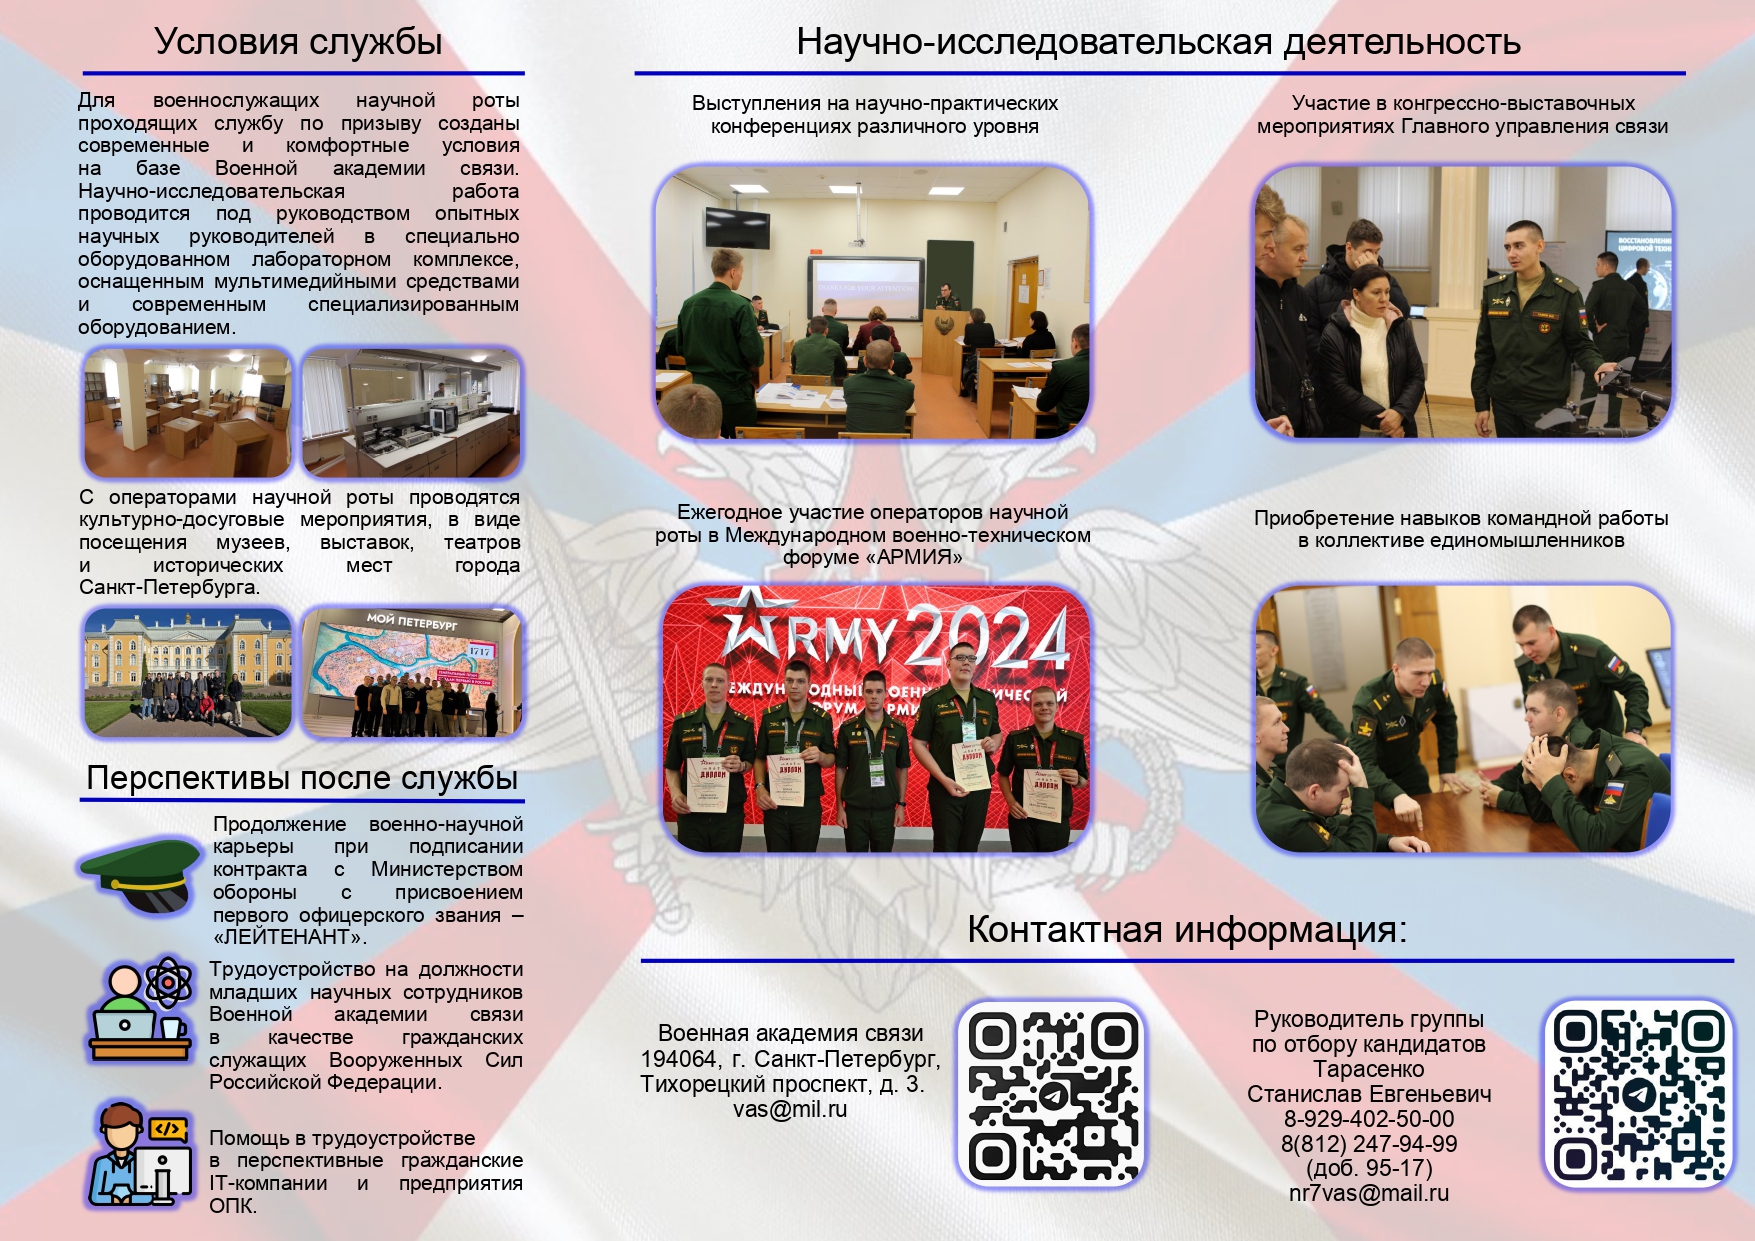 Условия службы
Для военнослужащих научной роты
проходящих службу по призыву созданы
современные и комфортные условия
на базе Военной академии связи.
Научно-исследовательская работа
проводится под руководством опытных
научных руководителей в специально
оборудованном лабораторном комплексе,
оснащенным мультимедийными средствами
и современным специализированным
оборудованием.
С операторами научной роты проводятся
культурно-досуговые мероприятия, в виде
посещения музеев, выставок, театров
и исторических мест города
Санкт-Петербурга.
МОЙ ПЕТЕРБУРГ
1717
Перспективы после службы
Продолжение военно-научной
карьеры при подписании
контракта с Министерством
обороны с присвоением
первого офицерского звания –
«ЛЕЙТЕНАНТ».
Трудоустройство на должности
младших научных сотрудников
Военной академии связи
в качестве гражданских
служащих Вооруженных Сил
Российской Федерации.
Помощь в трудоустройстве
в перспективные гражданские
IT-компании и предприятия
ОПК.
Научно-исследовательская деятельность
Выступления на научно-практических
конференциях различного уровня
Участие в конгрессно-выставочных
мероприятиях Главного управления связи
ВОССТАНОВЛЕНИ
ЦИФРОВОЙ ТЕХН
Ежегодное участие операторов научной
роты в Международном военно-техническом
форуме «АРМИЯ»
ARMY 2024
ДИПЛОМ
ДИПЛОМ
ДИПЛОМ
ДИПЛОМ
Приобретение навыков командной работы
в коллективе единомышленников
Контактная информация:
Военная академия связи
194064, г. Санкт-Петербург,
Тихорецкий проспект, д. 3.
vas@mil.ru
Руководитель группы
по отбору кандидатов
Тарасенко
Станислав Евгеньевич
8-929-402-50-00
8(812) 247-94-99
(доб. 95-17)
nr7vas@mail.ru